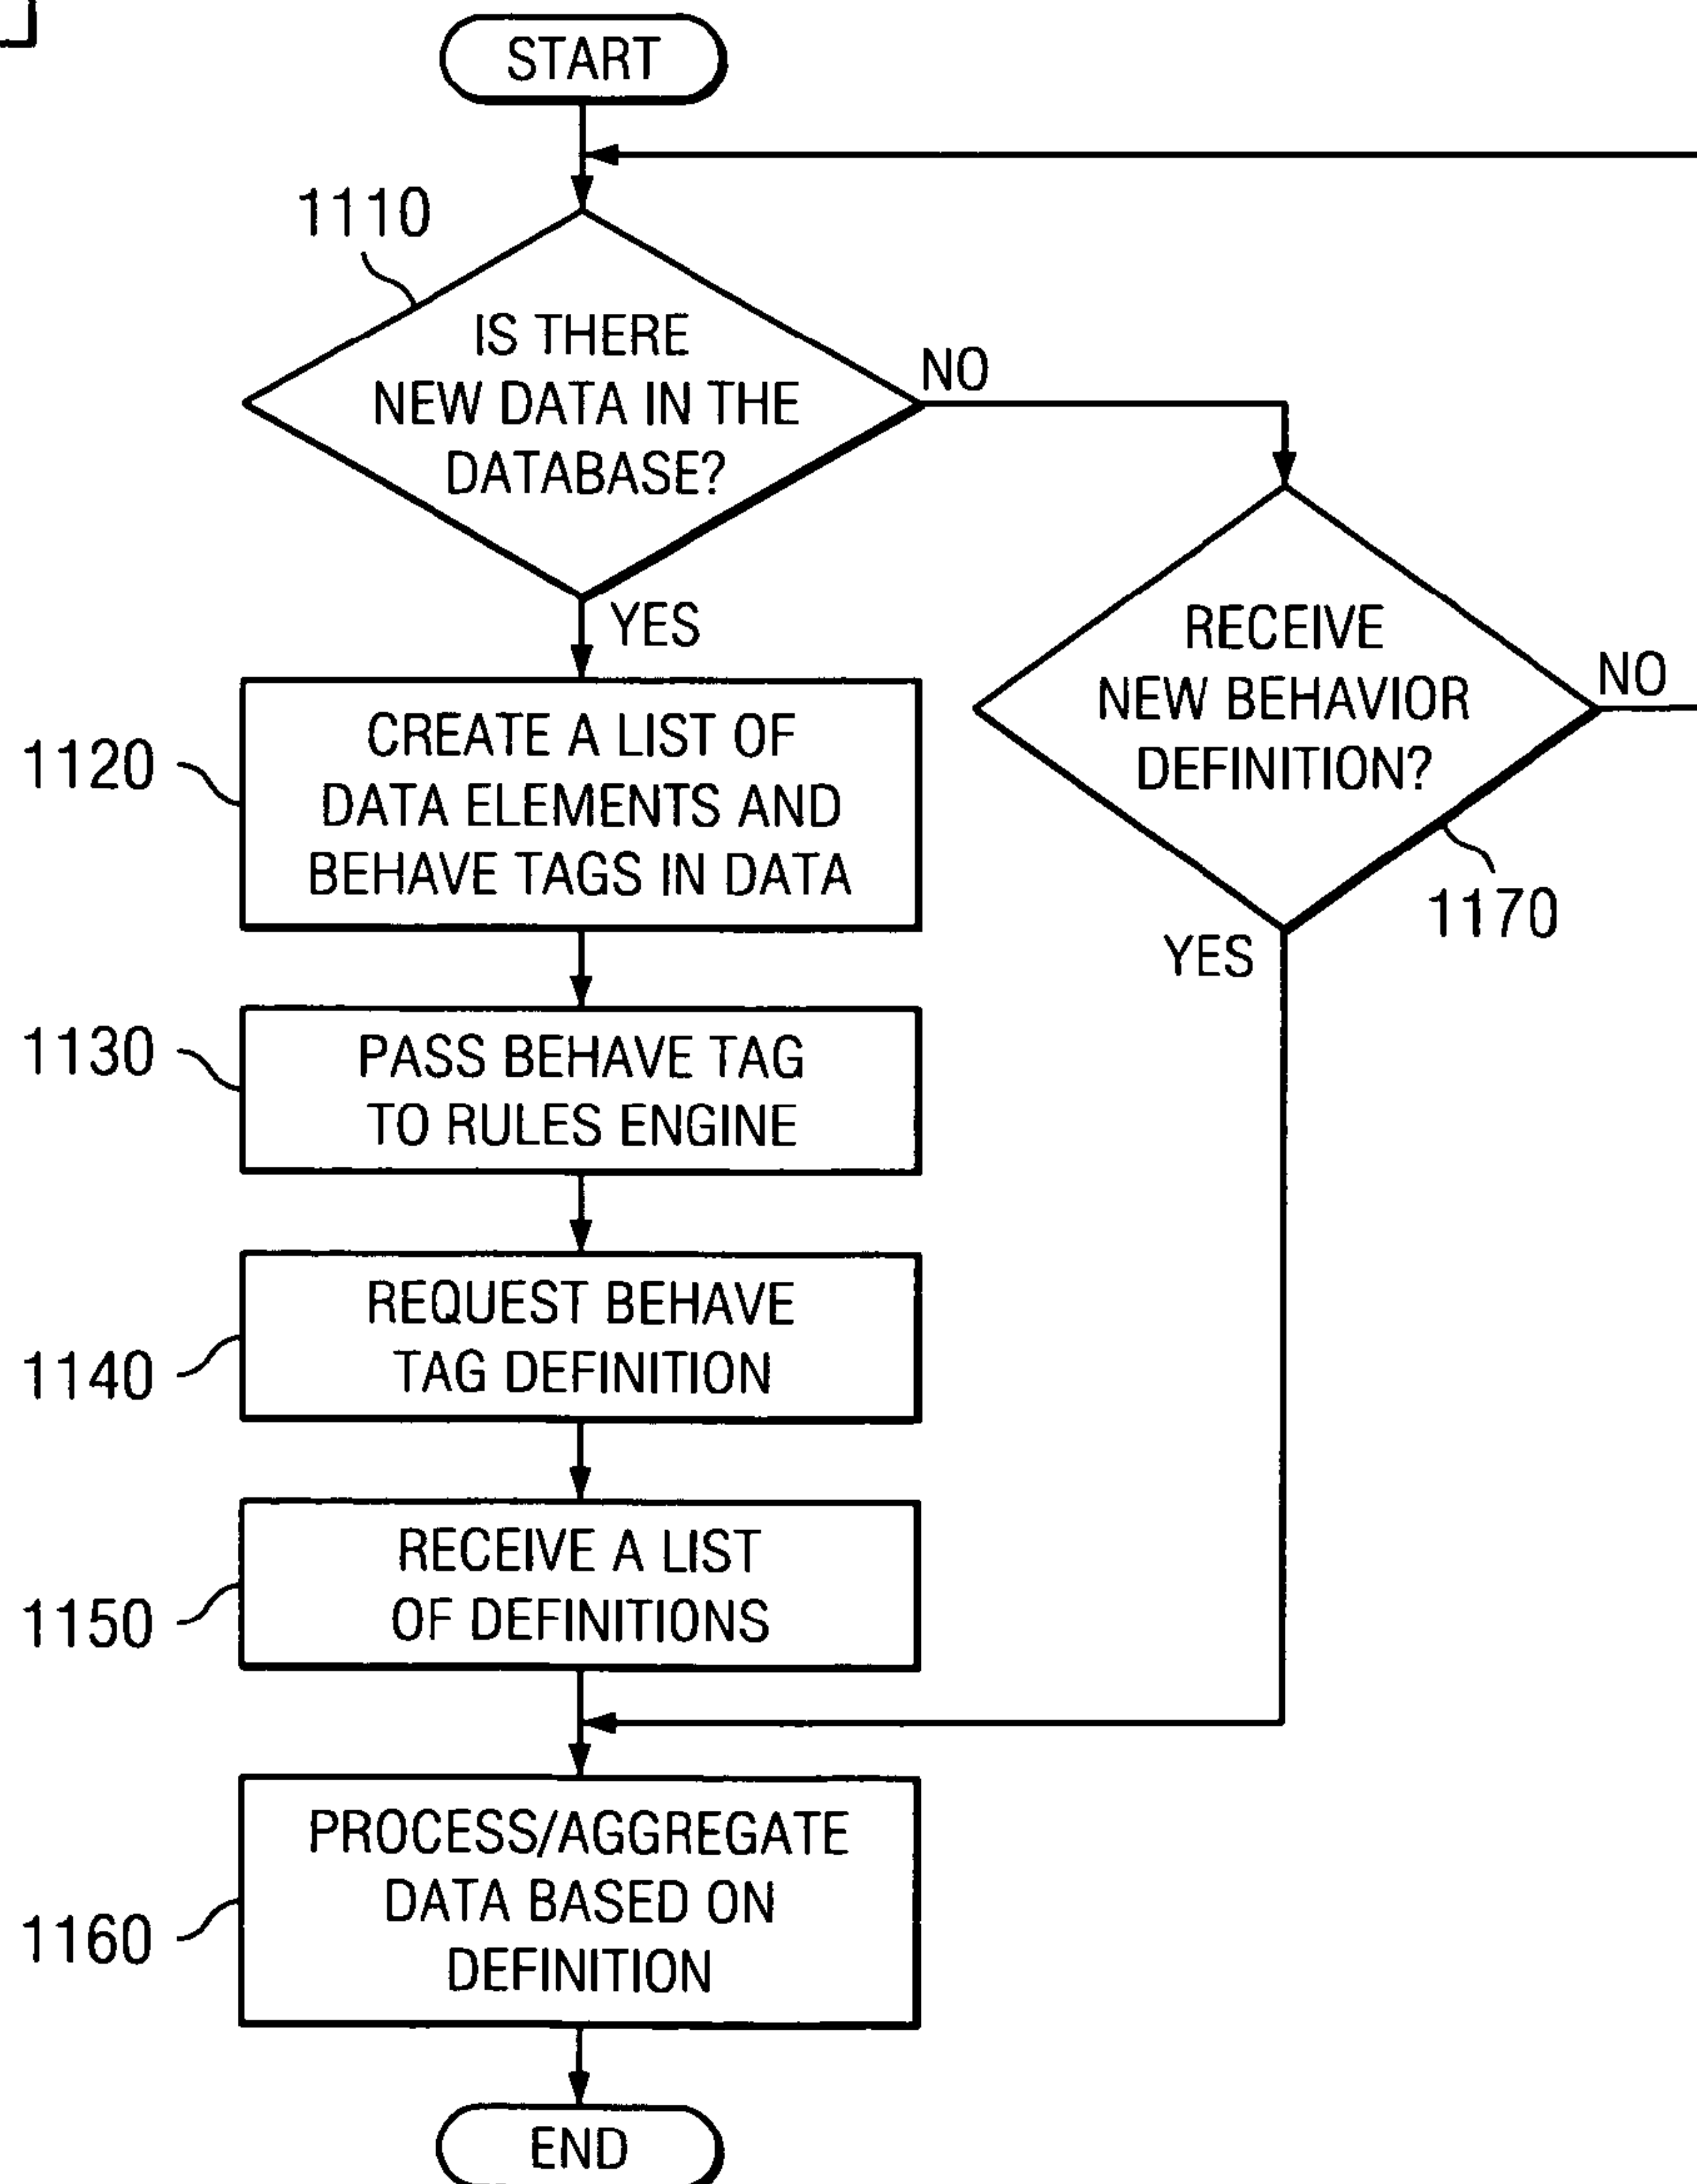 START
1110
IS THERE
NEW DATA IN THE
DATABASE?
NO
YES
RECEIVE
NEW BEHAVIOR
DEFINITION?
NO
1170
YES
1120
CREATE A LIST OF
DATA ELEMENTS AND
BEHAVE TAGS IN DATA
1130
PASS BEHAVE TAG
TO RULES ENGINE
1140
REQUEST BEHAVE
TAG DEFINITION
1150
RECEIVE A LIST
OF DEFINITIONS
1160
PROCESS/AGGREGATE
DATA BASED ON
DEFINITION
END